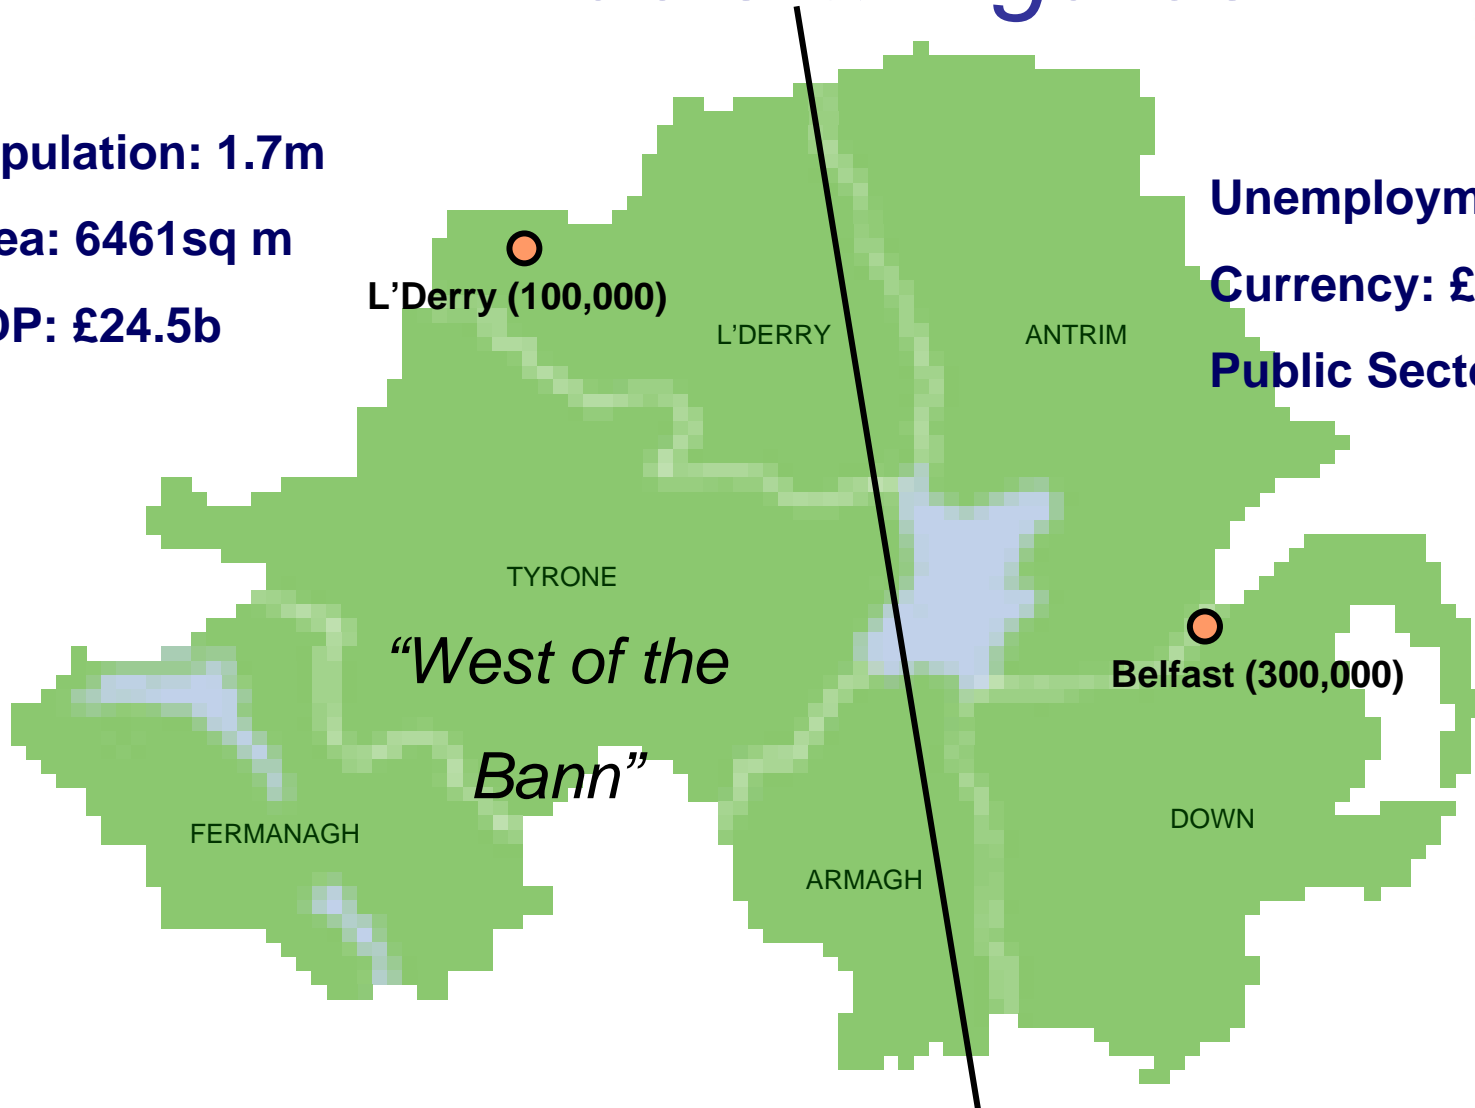 pulation: 1.7m
ea: 6461sq m
DP: £24.5b
Unemploym
Currency: £
Public Sect
L’Derry (100,000)
L’DERRY
ANTRIM
TYRONE
“West of the
Bann”
Belfast (300,000)
FERMANAGH
DOWN
ARMAGH